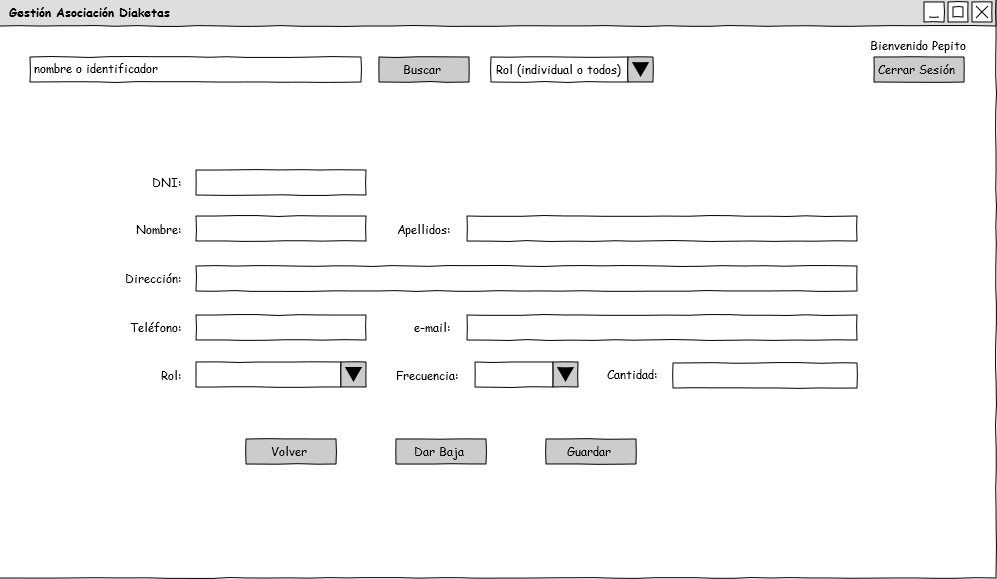 Gestión Asociación Diaketas
Bienvenido Pepito
nombre o identificador
Buscar
Rol (individual o todos)
Cerrar Sesión
DNI:
Nombre:
Apellidos:
Dirección:
Teléfono:
e-mail:
Rol:
Frecuencia:
Cantidad:
Volver
Dar Baja
Guardar